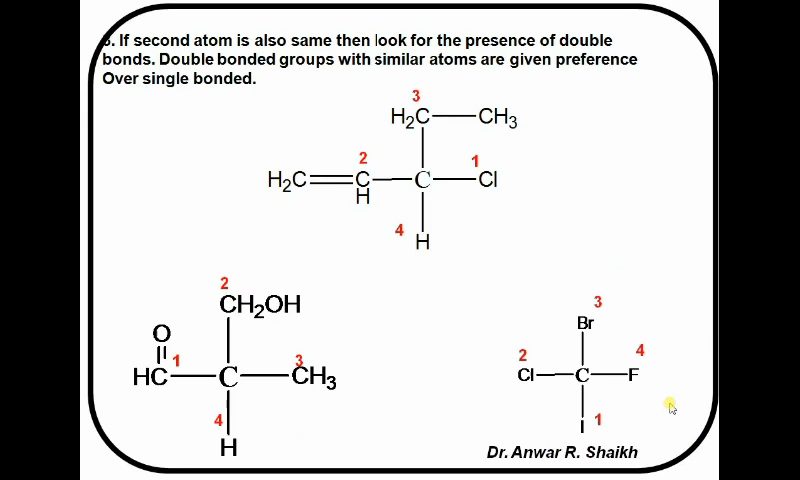 3. If second atom is also same then look for the presence of double
bonds. Double bonded groups with similar atoms are given preference
Over single bonded.
3
H₂C CH₃
2 1
H₂C C C Cl
H
4
H
2
CH₂OH
O
1 3
HC C CH₃
4
H
3
Br
2 4
Cl C F
I 1
Dr. Anwar R. Shaikh